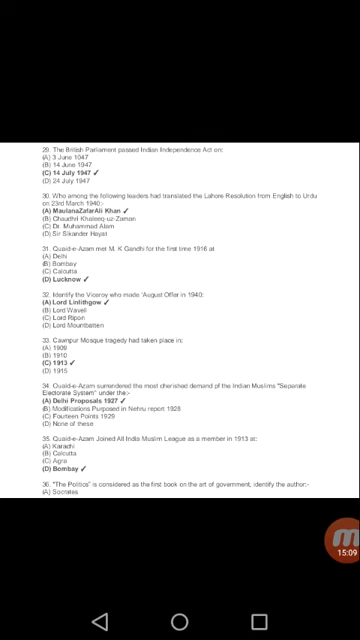 29. The British Parliament passed Indian Independence Act on:
(A) 3 June 1047
(B) 14 June 1947
(C) 14 July 1947 ✓
(D) 24 July 1947
30. Who among the following leaders had translated the Lahore Resolution from English to Urdu
on 23rd March 1940:-
(A) MaulanaZafarAli Khan ✓
(B) Chaudhri Khaleeq-uz-Zaman
(C) Dr. Muhammad Alam
(D) Sir Sikander Hayat
31. Quaid-e-Azam met M. K Gandhi for the first time 1916 at
(A) Delhi
(B) Bombay
(C) Calcutta
(D) Lucknow ✓
32. Identify the Viceroy who made 'August Offer in 1940:
(A) Lord Linlithgow ✓
(B) Lord Wavell
(C) Lord Ripon
(D) Lord Mountbatten
33. Cawnpur Mosque tragedy had taken place in:
(A) 1909
(B) 1910
(C) 1913 ✓
(D) 1915
34. Quaid-e-Azam surrendered the most cherished demand of the Indian Muslims "Separate
Electorate System" under the:-
(A) Delhi Proposals 1927 ✓
(B) Modifications Purposed in Nehru report 1928
(C) Fourteen Points 1929
(D) None of these
35. Quaid-e-Azam Joined All India Muslim League as a member in 1913 at:
(A) Karachi
(B) Calcutta
(C) Agra
(D) Bombay ✓
36. "The Politics" is considered as the first book on the art of government, identify the author:-
(A) Socrates
15:09